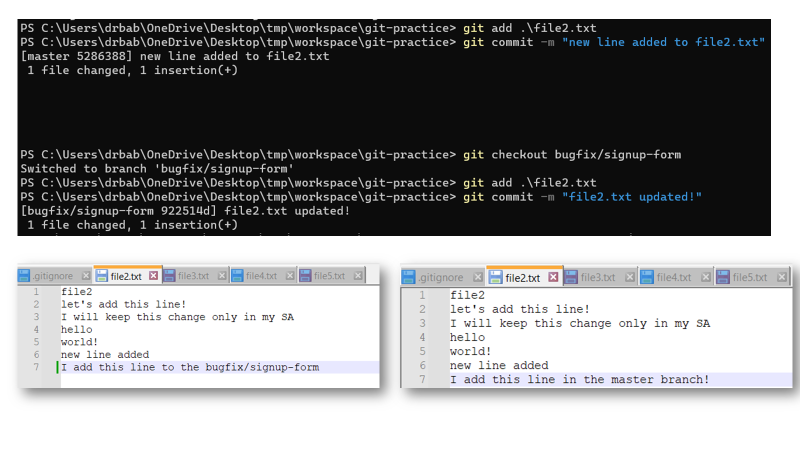 PS C:\Users\drbab\OneDrive\Desktop\tmp\workspace\git-practice> git add .\file2.txt
PS C:\Users\drbab\OneDrive\Desktop\tmp\workspace\git-practice> git commit -m "new line added to file2.txt"
[master 5286388] new line added to file2.txt
1 file changed, 1 insertion(+)
PS C:\Users\drbab\OneDrive\Desktop\tmp\workspace\git-practice> git checkout bugfix/signup-form
Switched to branch 'bugfix/signup-form'
PS C:\Users\drbab\OneDrive\Desktop\tmp\workspace\git-practice> git add .\file2.txt
PS C:\Users\drbab\OneDrive\Desktop\tmp\workspace\git-practice> git commit -m "file2.txt updated!"
[bugfix/signup-form 922514d] file2.txt updated!
1 file changed, 1 insertion(+)
.gitignore file2.txt file3.txt file4.txt file5.txt
1 file2
2 let's add this line!
3 I will keep this change only in my SA
4 hello
5 world!
6 new line added
7 I add this line to the bugfix/signup-form
.gitignore file2.txt file3.txt file4.txt file5.txt
1 file2
2 let's add this line!
3 I will keep this change only in my SA
4 hello
5 world!
6 new line added
7 I add this line in the master branch!